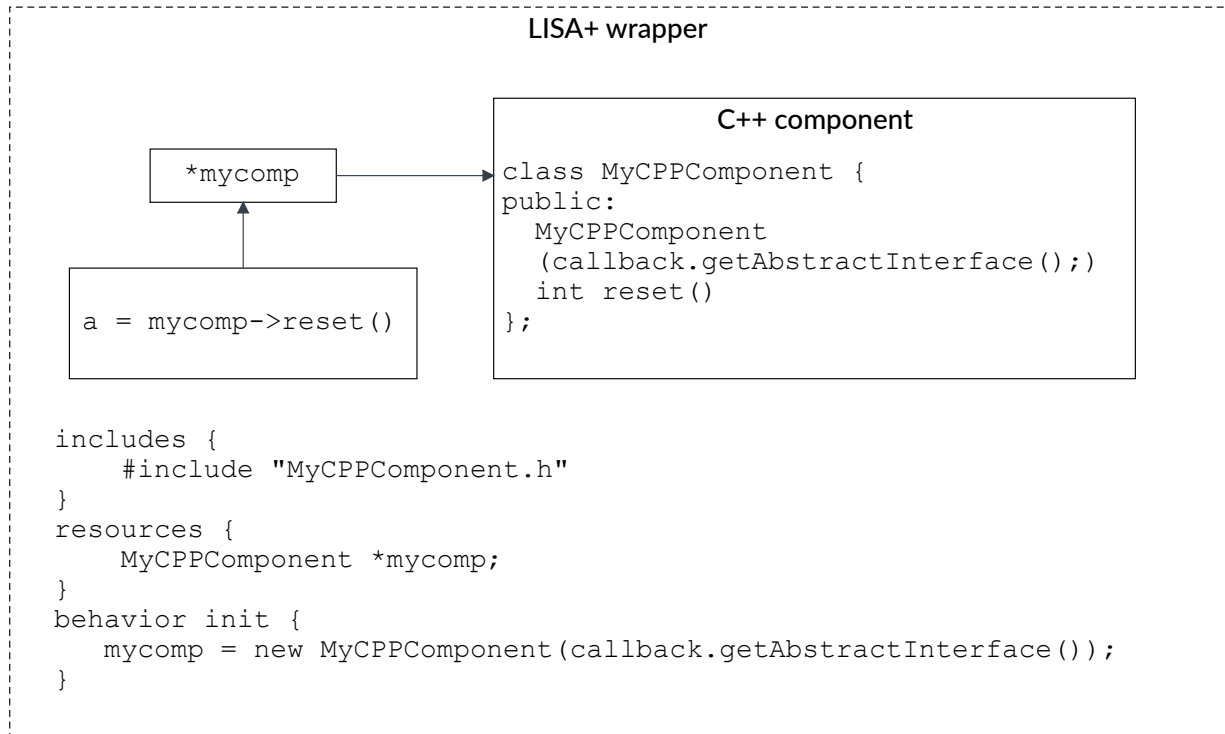 LISA+ wrapper
*mycomp
a = mycomp->reset()
C++ component
class MyCPPComponent {
public:
  MyCPPComponent
  (callback.getAbstractInterface();)
  int reset()
};
includes {
    #include "MyCPPComponent.h"
}
resources {
    MyCPPComponent *mycomp;
}
behavior init {
   mycomp = new MyCPPComponent(callback.getAbstractInterface());
}